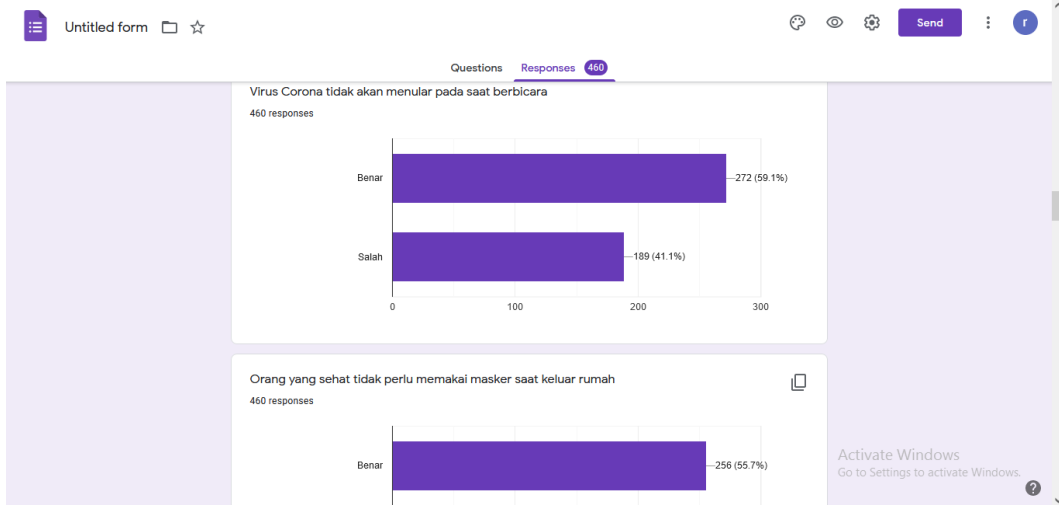 Untitled form
Send
r
Questions Responses 460
Virus Corona tidak akan menular pada saat berbicara
460 responses
Benar
272 (59.1%)
Salah
189 (41.1%)
0 100 200 300
Orang yang sehat tidak perlu memakai masker saat keluar rumah
460 responses
Benar
256 (55.7%)
Activate Windows
Go to Settings to activate Windows.
?